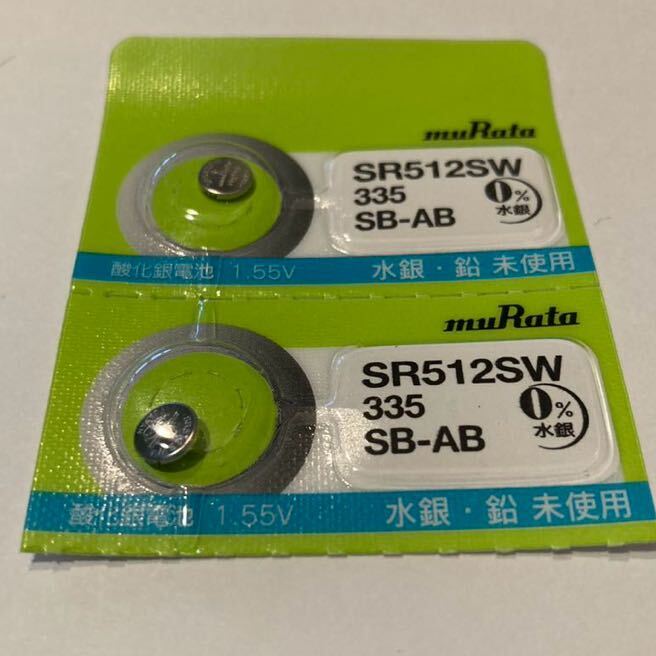 muRata
SR512SW
335
0%
水銀
SB-AB
酸化銀電池 1.55V
水銀・鉛 未使用
muRata
SR512SW
335
0%
水銀
SB-AB
酸化銀電池 1.55V
水銀・鉛 未使用